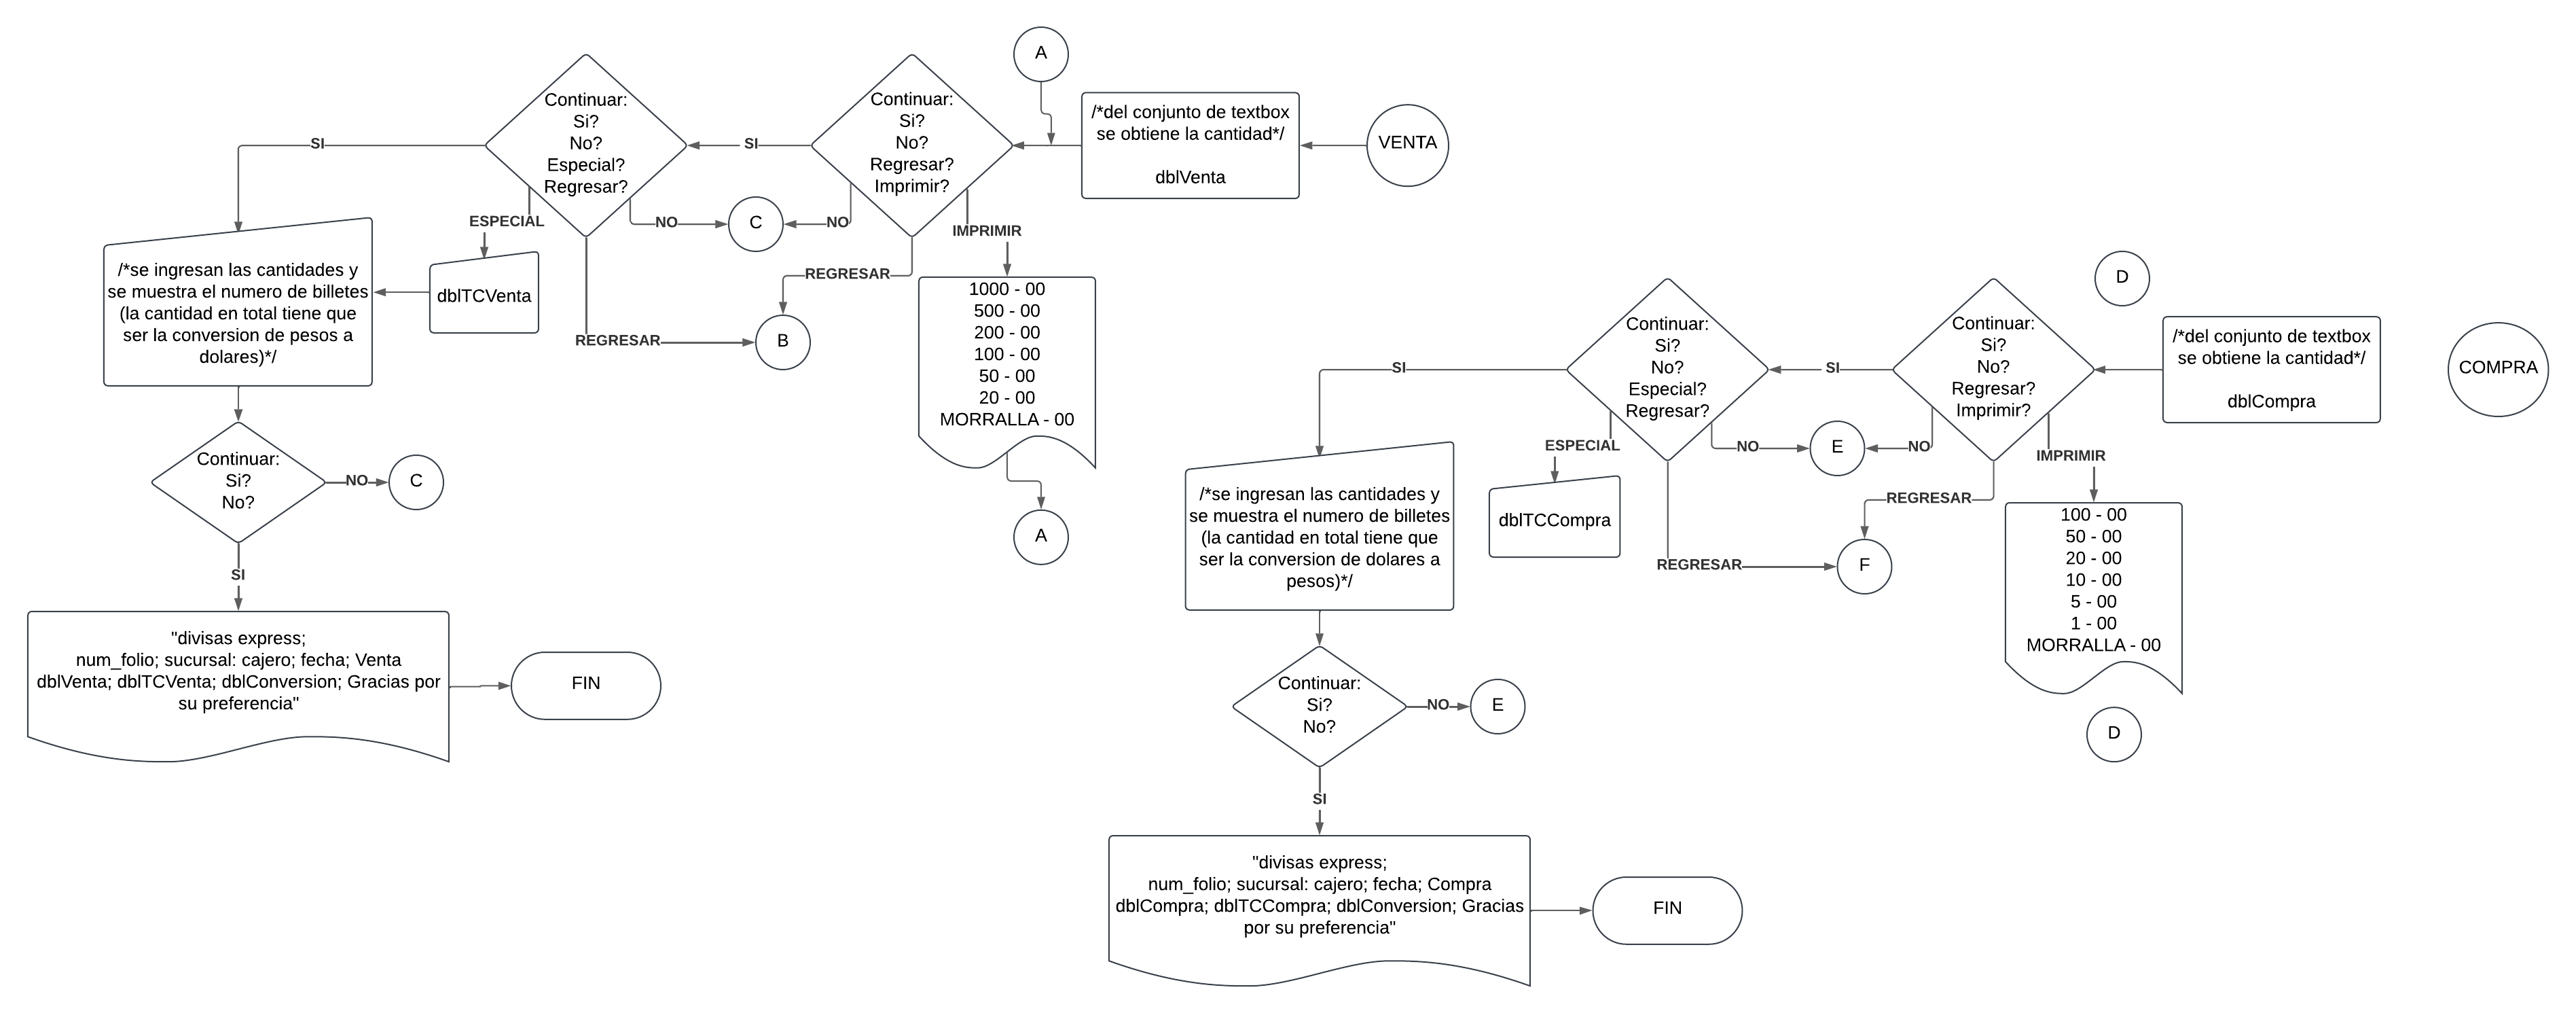 A
Continuar:
Si?
No?
Especial?
Regresar?
Continuar:
Si?
No?
Regresar?
Imprimir?
/*del conjunto de textbox
se obtiene la cantidad*/
dblVenta
VENTA
SI
SI
ESPECIAL
NO
C
NO
IMPRIMIR
REGRESAR
REGRESAR
B
dblTCVenta
/*se ingresan las cantidades y
se muestra el numero de billetes
(la cantidad en total tiene que
ser la conversion de pesos a
dolares)*/
1000 - 00
500 - 00
200 - 00
100 - 00
50 - 00
20 - 00
MORRALLA - 00
A
Continuar:
Si?
No?
NO
C
SI
"divisas express;
num_folio; sucursal: cajero; fecha; Venta
dblVenta; dblTCVenta; dblConversion; Gracias por
su preferencia"
FIN
D
Continuar:
Si?
No?
Especial?
Regresar?
Continuar:
Si?
No?
Regresar?
Imprimir?
/*del conjunto de textbox
se obtiene la cantidad*/
dblCompra
COMPRA
SI
SI
ESPECIAL
NO
E
NO
IMPRIMIR
REGRESAR
REGRESAR
F
dblTCCompra
/*se ingresan las cantidades y
se muestra el numero de billetes
(la cantidad en total tiene que
ser la conversion de dolares a
pesos)*/
100 - 00
50 - 00
20 - 00
10 - 00
5 - 00
1 - 00
MORRALLA - 00
D
Continuar:
Si?
No?
NO
E
SI
"divisas express;
num_folio; sucursal: cajero; fecha; Compra
dblCompra; dblTCCompra; dblConversion; Gracias
por su preferencia"
FIN